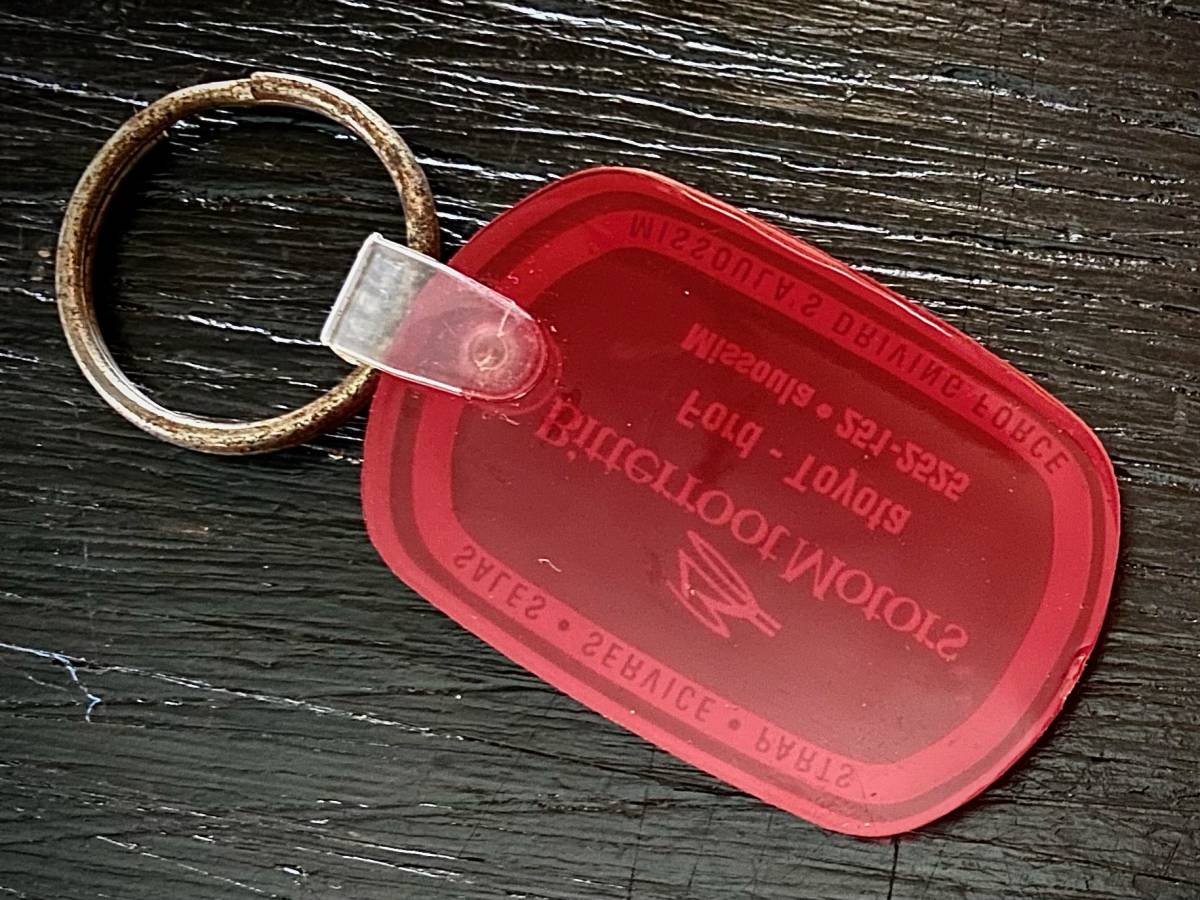 SALES • SERVICE • PARTS
Bitterroot Motors
Ford - Toyota
Missoula • 251-2525
MISSOULA'S DRIVING FORCE